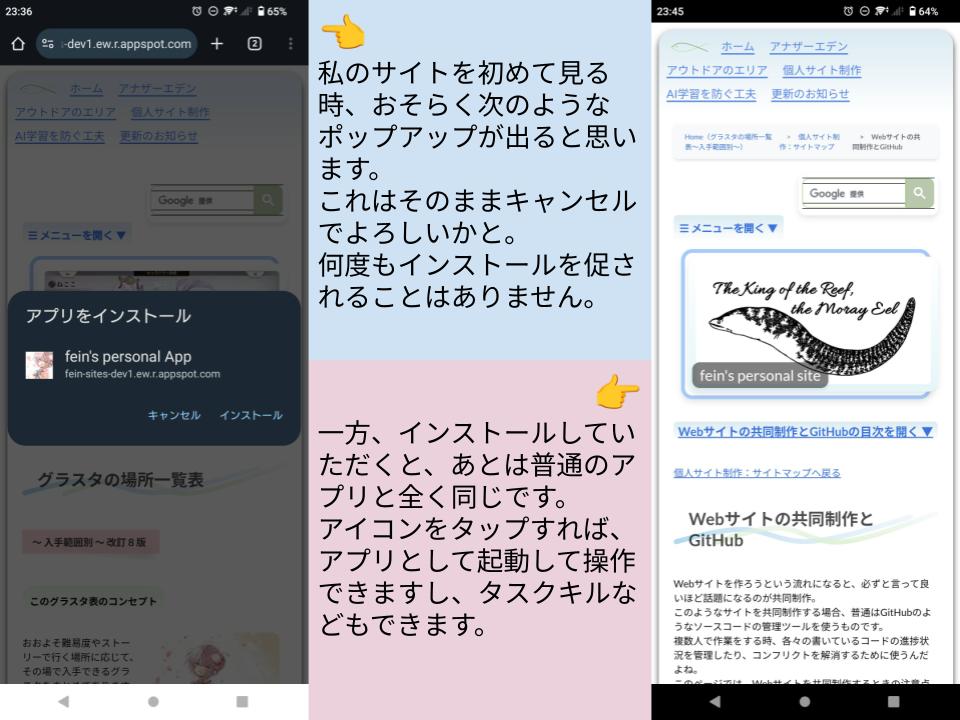 23:36
65%
:-dev1.ew.r.appspot.com
2
ホーム アナザーエデン
アウトドアのエリア 個人サイト制作
AI学習を防ぐ工夫 更新のお知らせ
Google 提供
☰ メニューを開く ▼
ねここ
アプリをインストール
fein's personal App
fein-sites-dev1.ew.r.appspot.com
キャンセル インストール
グラスタの場所一覧表
～入手範囲別～改訂８版
このグラスタ表のコンセプト
おおよそ難易度やストー
リーで行く場所に応じて、
その場で入手できるグラ
👈
私のサイトを初めて見る
時、おそらく次のような
ポップアップが出ると思い
ます。
これはそのままキャンセル
でよろしいかと。
何度もインストールを促さ
れることはありません。
👉
一方、インストールしてい
ただくと、あとは普通のア
プリと全く同じです。
アイコンをタップすれば、
アプリとして起動して操作
できますし、タスクキルな
どもできます。
23:45
64%
ホーム アナザーエデン
アウトドアのエリア 個人サイト制作
AI学習を防ぐ工夫 更新のお知らせ
Home（グラスタの場所一覧 > 個人サイト制 > Webサイトの共
表～入手範囲別～） 作：サイトマップ 同制作とGitHub
Google 提供
☰ メニューを開く ▼
The King of the Reef,
the Moray Eel
fein's personal site
Webサイトの共同制作とGitHubの目次を開く ▼
個人サイト制作：サイトマップへ戻る
Webサイトの共同制作と
GitHub
Webサイトを作ろうという流れになると、必ずと言って良
いほど話題になるのが共同制作。
このようなサイトを共同制作する場合、普通はGitHubのよ
うなソースコードの管理ツールを使うものです。
複数人で作業をする時、各々の書いているコードの進捗状
況を管理したり、コンフリクトを解消するために使うんだ
よね。
このページでは、Webサイトを共同制作するときの注意点